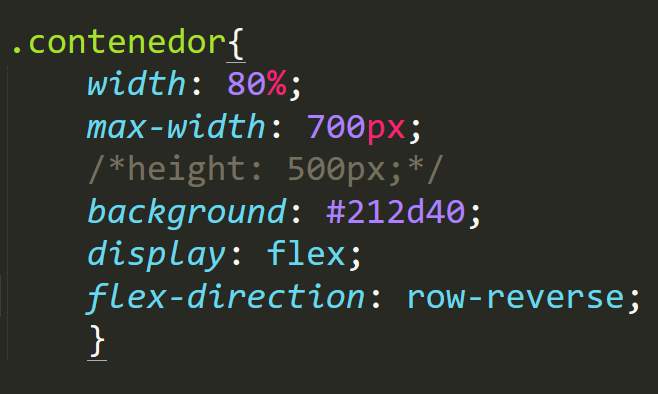 .contenedor{
width: 80%;
max-width: 700px;
/*height: 500px;*/
background: #212d40;
display: flex;
flex-direction: row-reverse;
}